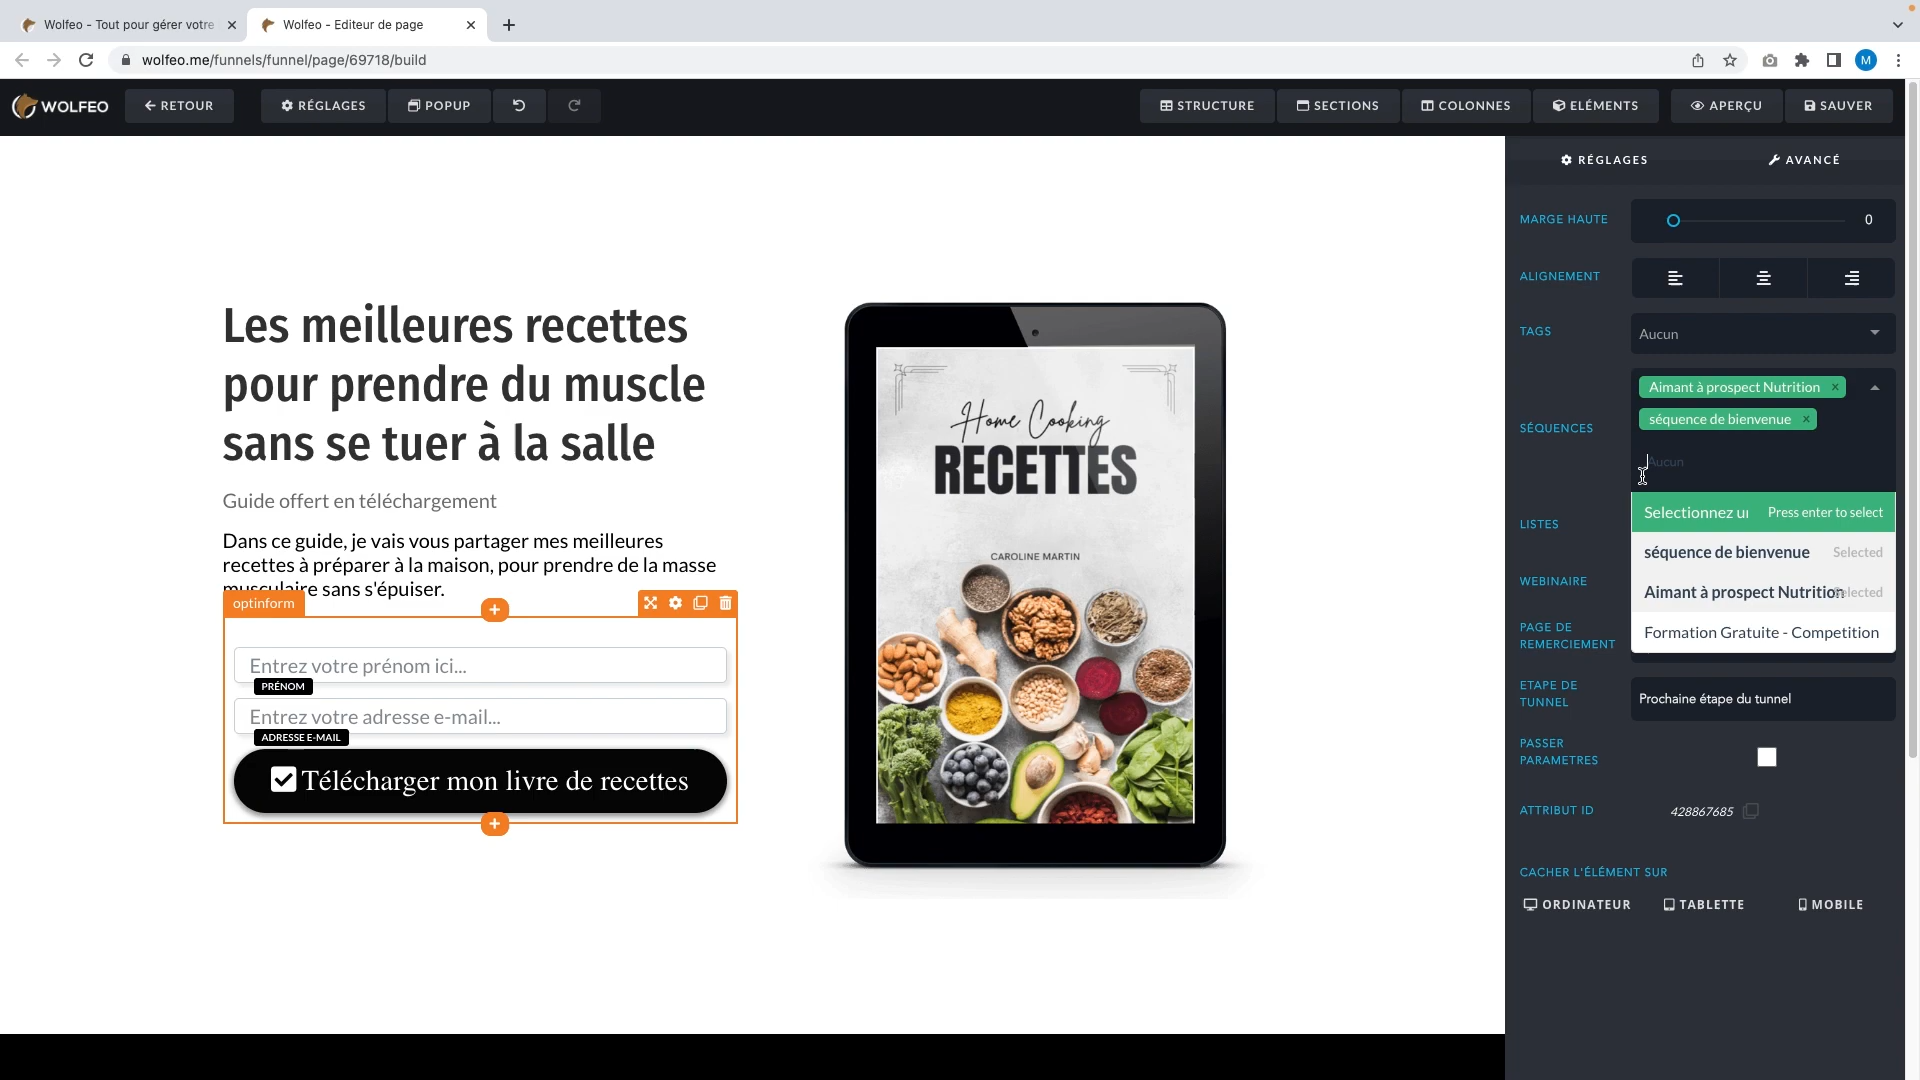 Wolfeo - Tout pour gérer votre
Wolfeo - Editeur de page
wolfeo.me/funnels/funnel/page/69718/build
M
WOLFEO
RETOUR
RÉGLAGES
POPUP
STRUCTURE
SECTIONS
COLONNES
ELÉMENTS
APERÇU
SAUVER
Les meilleures recettes
pour prendre du muscle
sans se tuer à la salle
Guide offert en téléchargement
Dans ce guide, je vais vous partager mes meilleures
recettes à préparer à la maison, pour prendre de la masse
musculaire sans s'épuiser.
optinform
Entrez votre prénom ici...
PRÉNOM
Entrez votre adresse e-mail...
ADRESSE E-MAIL
Télécharger mon livre de recettes
Home Cooking
RECETTES
CAROLINE MARTIN
RÉGLAGES
AVANCÉ
MARGE HAUTE
0
ALIGNEMENT
TAGS
Aucun
SÉQUENCES
Aimant à prospect Nutrition ×
séquence de bienvenue ×
Aucun
Selectionnez un Press enter to select
séquence de bienvenue Selected
Aimant à prospect Nutrition Selected
Formation Gratuite - Competition
LISTES
WEBINAIRE
PAGE DE
REMERCIEMENT
ETAPE DE
TUNNEL
Prochaine étape du tunnel
PASSER
PARAMETRES
ATTRIBUT ID
428867685
CACHER L'ÉLÉMENT SUR
ORDINATEUR
TABLETTE
MOBILE